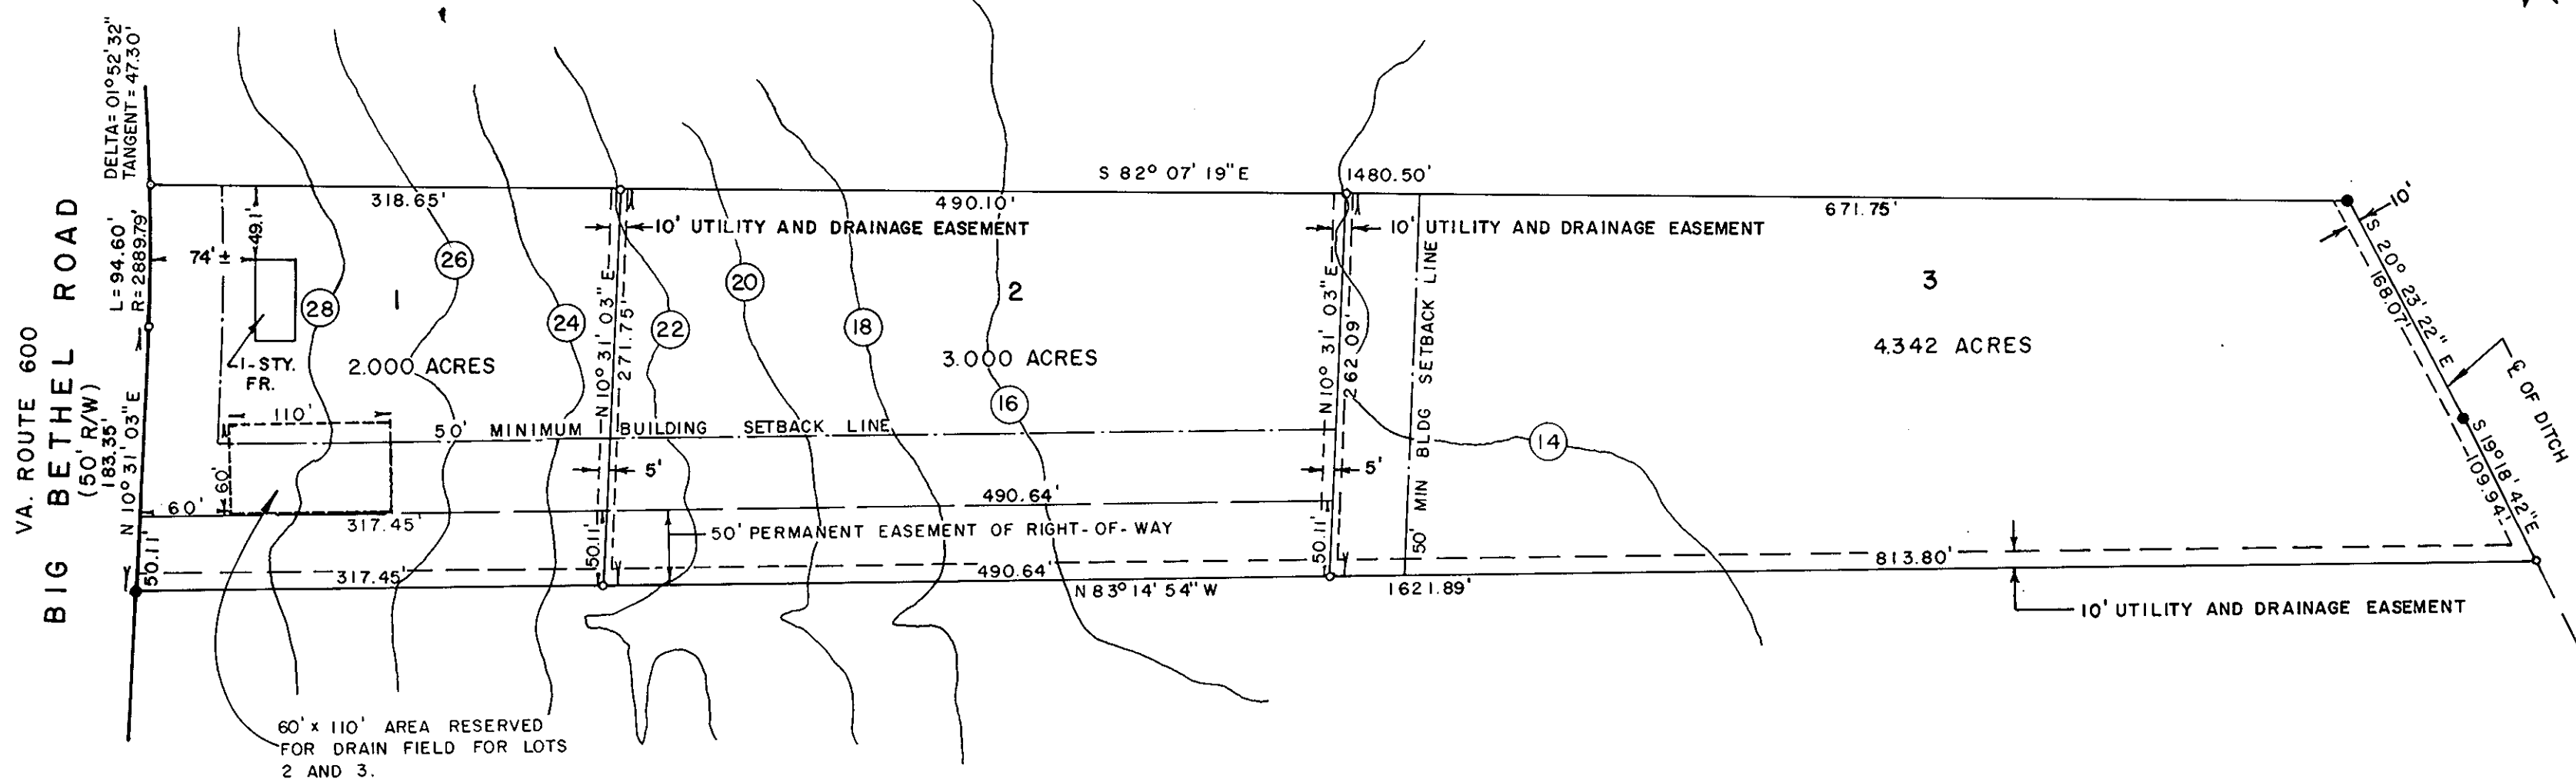 DELTA= 01° 52' 32"
TANGENT = 47.30'
L = 94.60'
R = 2889.79'
VA. ROUTE 600
BIG BETHEL ROAD
(50' R/W)
183.35'
N 10° 31' 03" E
50.11'
S 82° 07' 19" E
1480.50'
318.65'
490.10'
671.75'
10' UTILITY AND DRAINAGE EASEMENT
10' UTILITY AND DRAINAGE EASEMENT
10'
49.1'
74' ±
1-STY.
FR.
28
1
26
2.000 ACRES
24
N 10° 31' 03" E
271.75'
22
20
18
2
3.000 ACRES
16
N 10° 31' 03" E
262.09'
50' MIN BLDG SETBACK LINE
3
4.342 ACRES
14
S 20° 23' 22" E
168.07'
℄ OF DITCH
S 19° 18' 42" E
109.94'
110'
60'
60'
50' MINIMUM BUILDING SETBACK LINE
5'
5'
317.45'
490.64'
50' PERMANENT EASEMENT OF RIGHT-OF-WAY
50.11'
50.11'
317.45'
490.64'
813.80'
N 83° 14' 54" W
1621.89'
10' UTILITY AND DRAINAGE EASEMENT
60' x 110' AREA RESERVED
FOR DRAIN FIELD FOR LOTS
2 AND 3.